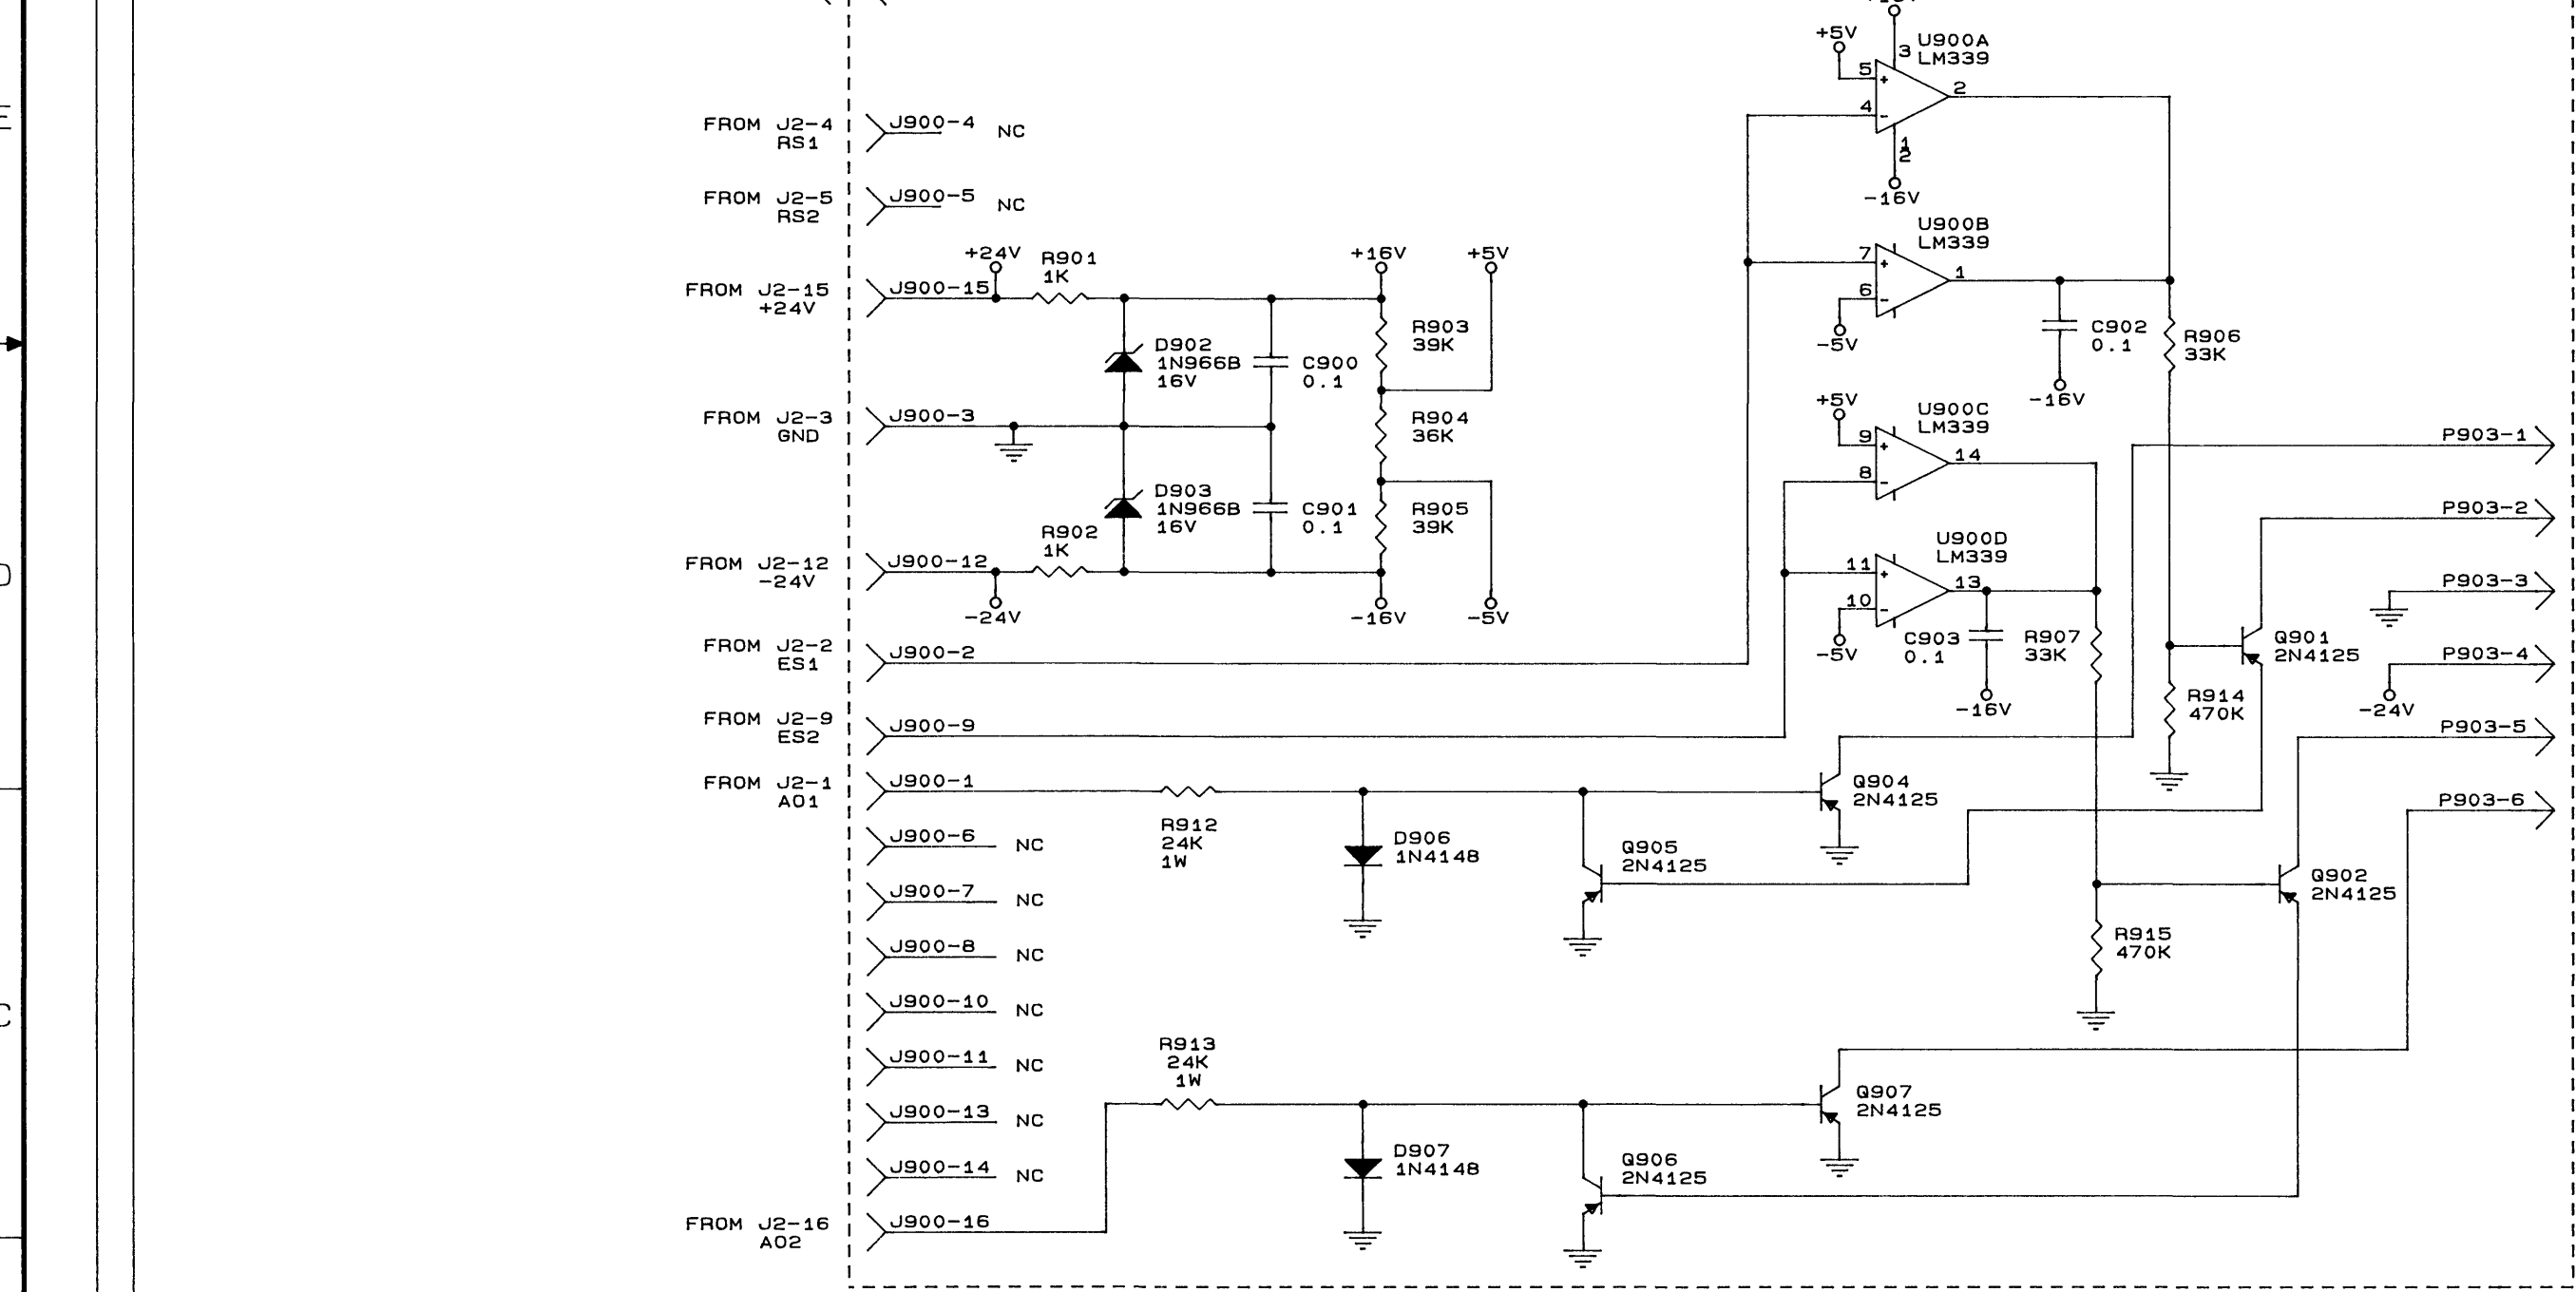 +5V
3
U900A
LM339
5
+
2
4
-
1
2
-16V
FROM J2-4
RS1
J900-4
NC
FROM J2-5
RS2
J900-5
NC
U900B
LM339
7
+
1
6
-
-5V
C902
0.1
-16V
R906
33K
+24V
R901
1K
+16V
+5V
FROM J2-15
+24V
J900-15
R903
39K
D902
1N966B
16V
C900
0.1
FROM J2-3
GND
J900-3
R904
36K
+5V
U900C
LM339
9
+
14
8
-
P903-1
D903
1N966B
16V
C901
0.1
R905
39K
P903-2
R902
1K
FROM J2-12
-24V
J900-12
-24V
-16V
-5V
U900D
LM339
11
+
13
10
-
-5V
C903
0.1
R907
33K
-16V
P903-3
Q901
2N4125
P903-4
-24V
FROM J2-2
ES1
J900-2
R914
470K
FROM J2-9
ES2
J900-9
P903-5
FROM J2-1
AO1
J900-1
R912
24K
1W
Q904
2N4125
P903-6
J900-6
NC
D906
1N4148
Q905
2N4125
Q902
2N4125
J900-7
NC
J900-8
NC
R915
470K
J900-10
NC
J900-11
NC
R913
24K
1W
Q907
2N4125
J900-13
NC
J900-14
NC
D907
1N4148
Q906
2N4125
FROM J2-16
AO2
J900-16
E
D
C